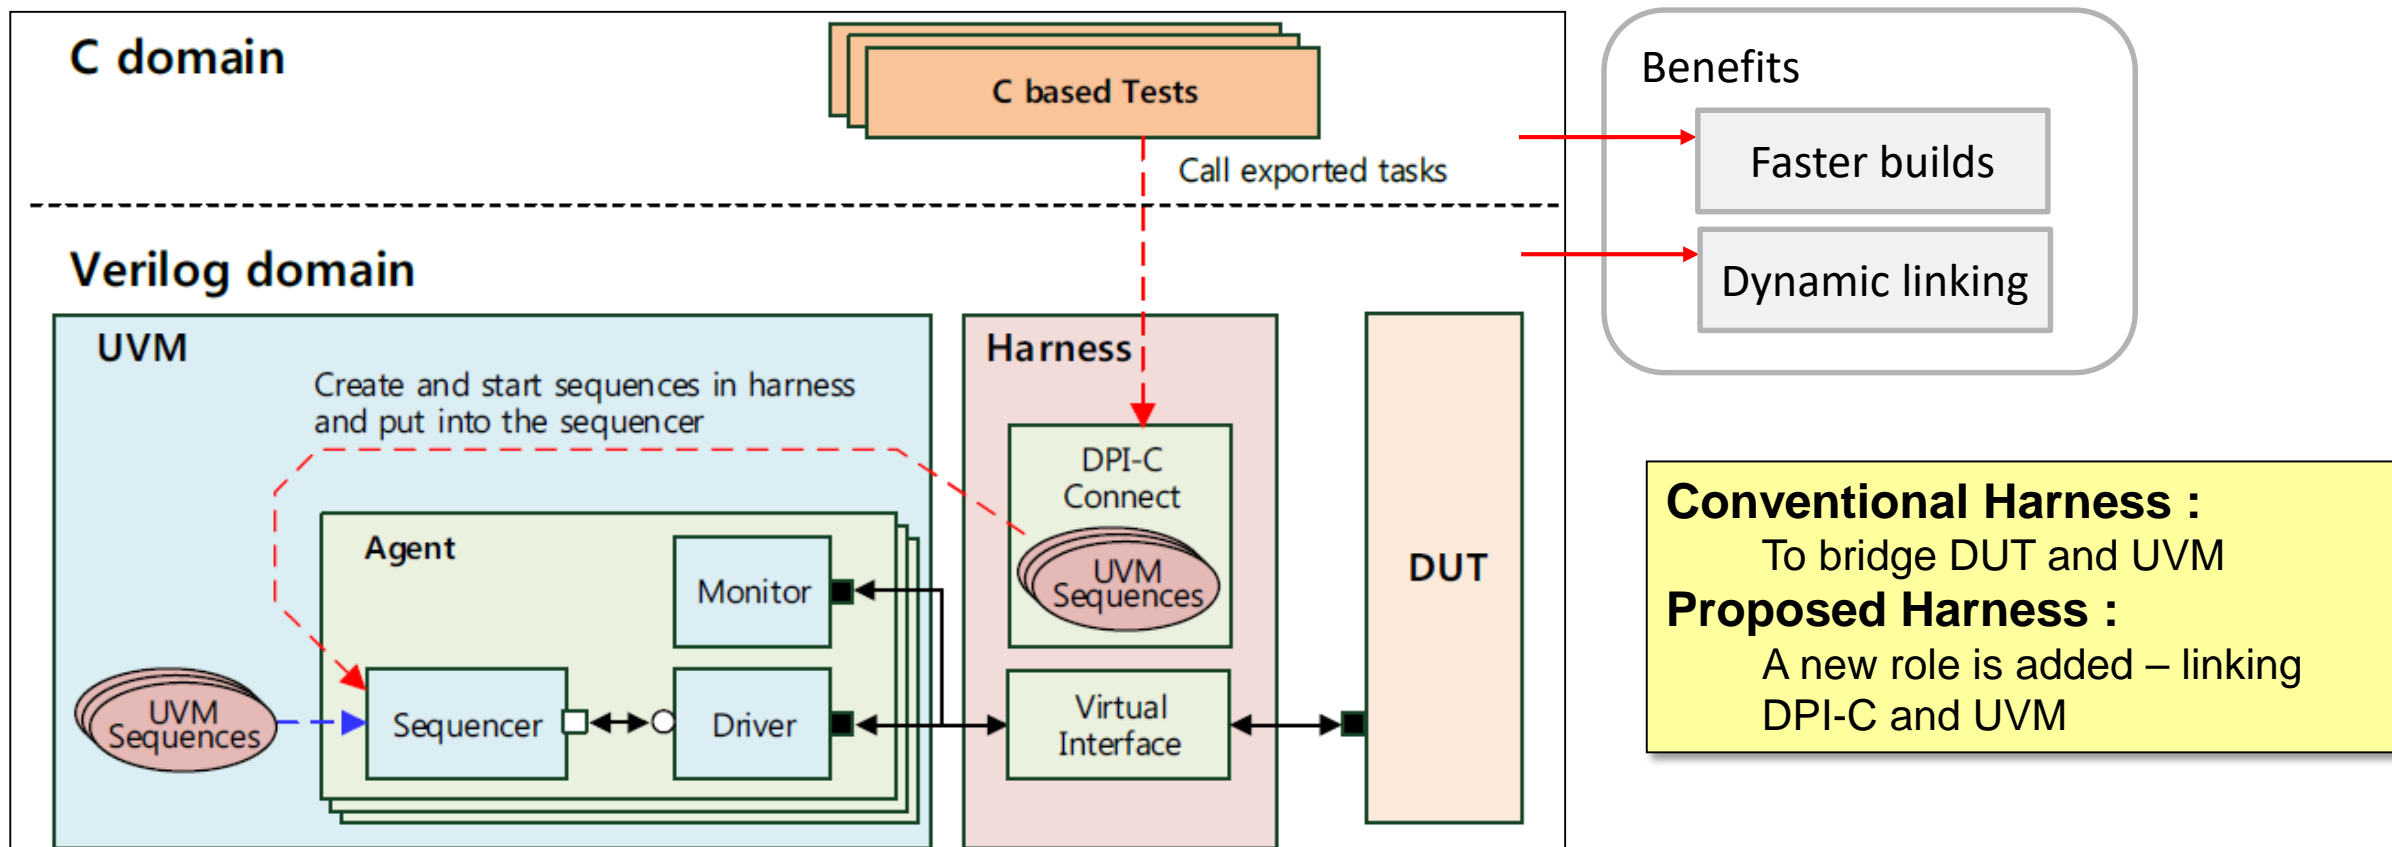 C domain
C based Tests
Call exported tasks
Verilog domain
UVM
Create and start sequences in harness
and put into the sequencer
Agent
Monitor
Sequencer
Driver
UVM
Sequences
Harness
DPI-C
Connect
UVM
Sequences
Virtual
Interface
DUT
Benefits
Faster builds
Dynamic linking
Conventional Harness :
To bridge DUT and UVM
Proposed Harness :
A new role is added – linking
DPI-C and UVM